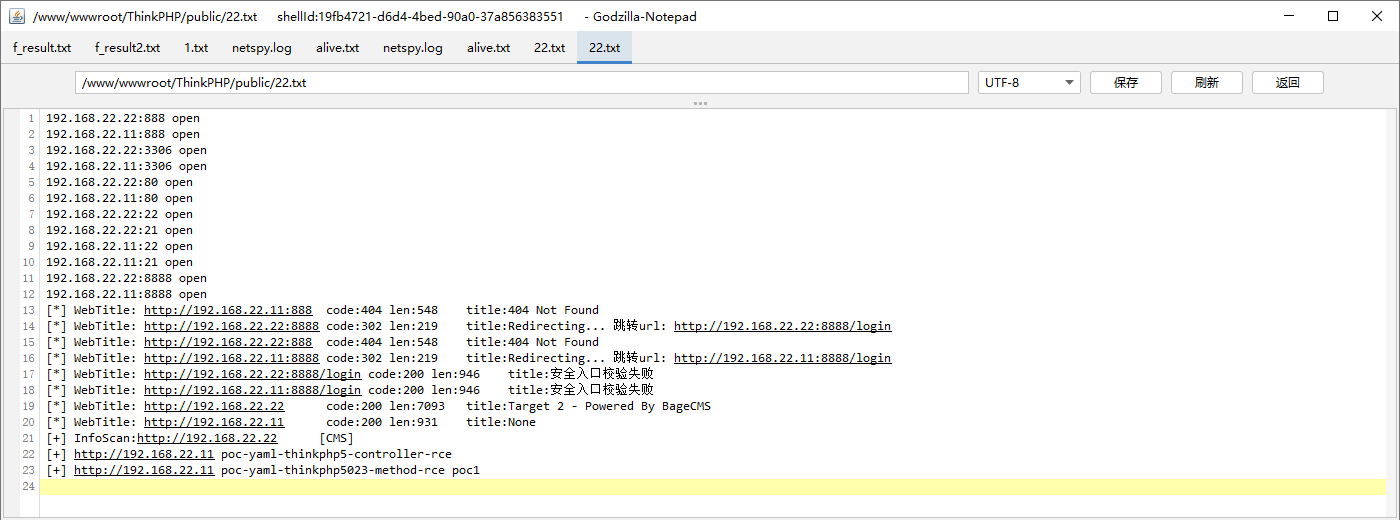 /www/wwwroot/ThinkPHP/public/22.txt shellId:19fb4721-d6d4-4bed-90a0-37a856383551 - Godzilla-Notepad
f_result.txt f_result2.txt 1.txt netspy.log alive.txt netspy.log alive.txt 22.txt 22.txt
/www/wwwroot/ThinkPHP/public/22.txt UTF-8 保存 刷新 返回
1 192.168.22.22:888 open
2 192.168.22.11:888 open
3 192.168.22.22:3306 open
4 192.168.22.11:3306 open
5 192.168.22.22:80 open
6 192.168.22.11:80 open
7 192.168.22.22:22 open
8 192.168.22.22:21 open
9 192.168.22.11:22 open
10 192.168.22.11:21 open
11 192.168.22.22:8888 open
12 192.168.22.11:8888 open
13 [*] WebTitle: http://192.168.22.11:888 code:404 len:548 title:404 Not Found
14 [*] WebTitle: http://192.168.22.22:8888 code:302 len:219 title:Redirecting... 跳转url: http://192.168.22.22:8888/login
15 [*] WebTitle: http://192.168.22.22:888 code:404 len:548 title:404 Not Found
16 [*] WebTitle: http://192.168.22.11:8888 code:302 len:219 title:Redirecting... 跳转url: http://192.168.22.11:8888/login
17 [*] WebTitle: http://192.168.22.22:8888/login code:200 len:946 title:安全入口校验失败
18 [*] WebTitle: http://192.168.22.11:8888/login code:200 len:946 title:安全入口校验失败
19 [*] WebTitle: http://192.168.22.22 code:200 len:7093 title:Target 2 - Powered By BageCMS
20 [*] WebTitle: http://192.168.22.11 code:200 len:931 title:None
21 [+] InfoScan:http://192.168.22.22 [CMS]
22 [+] http://192.168.22.11 poc-yaml-thinkphp5-controller-rce
23 [+] http://192.168.22.11 poc-yaml-thinkphp5023-method-rce poc1
24